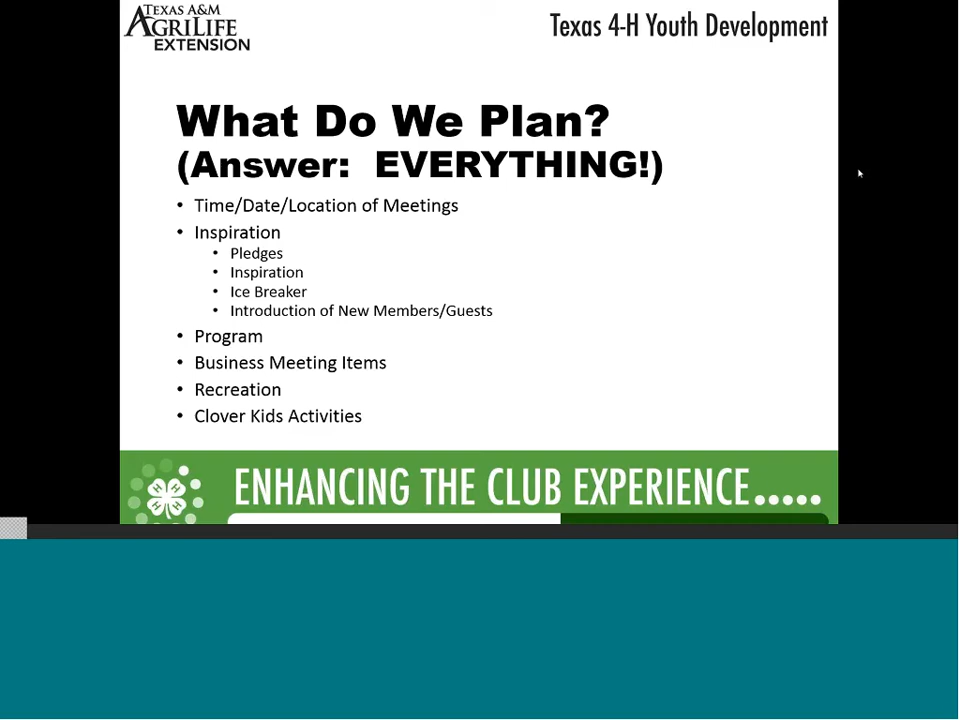 TEXAS A&M
AGRILIFE
EXTENSION
Texas 4-H Youth Development
What Do We Plan?
(Answer: EVERYTHING!)
• Time/Date/Location of Meetings
• Inspiration
• Pledges
• Inspiration
• Ice Breaker
• Introduction of New Members/Guests
• Program
• Business Meeting Items
• Recreation
• Clover Kids Activities
H H H H
ENHANCING THE CLUB EXPERIENCE.....